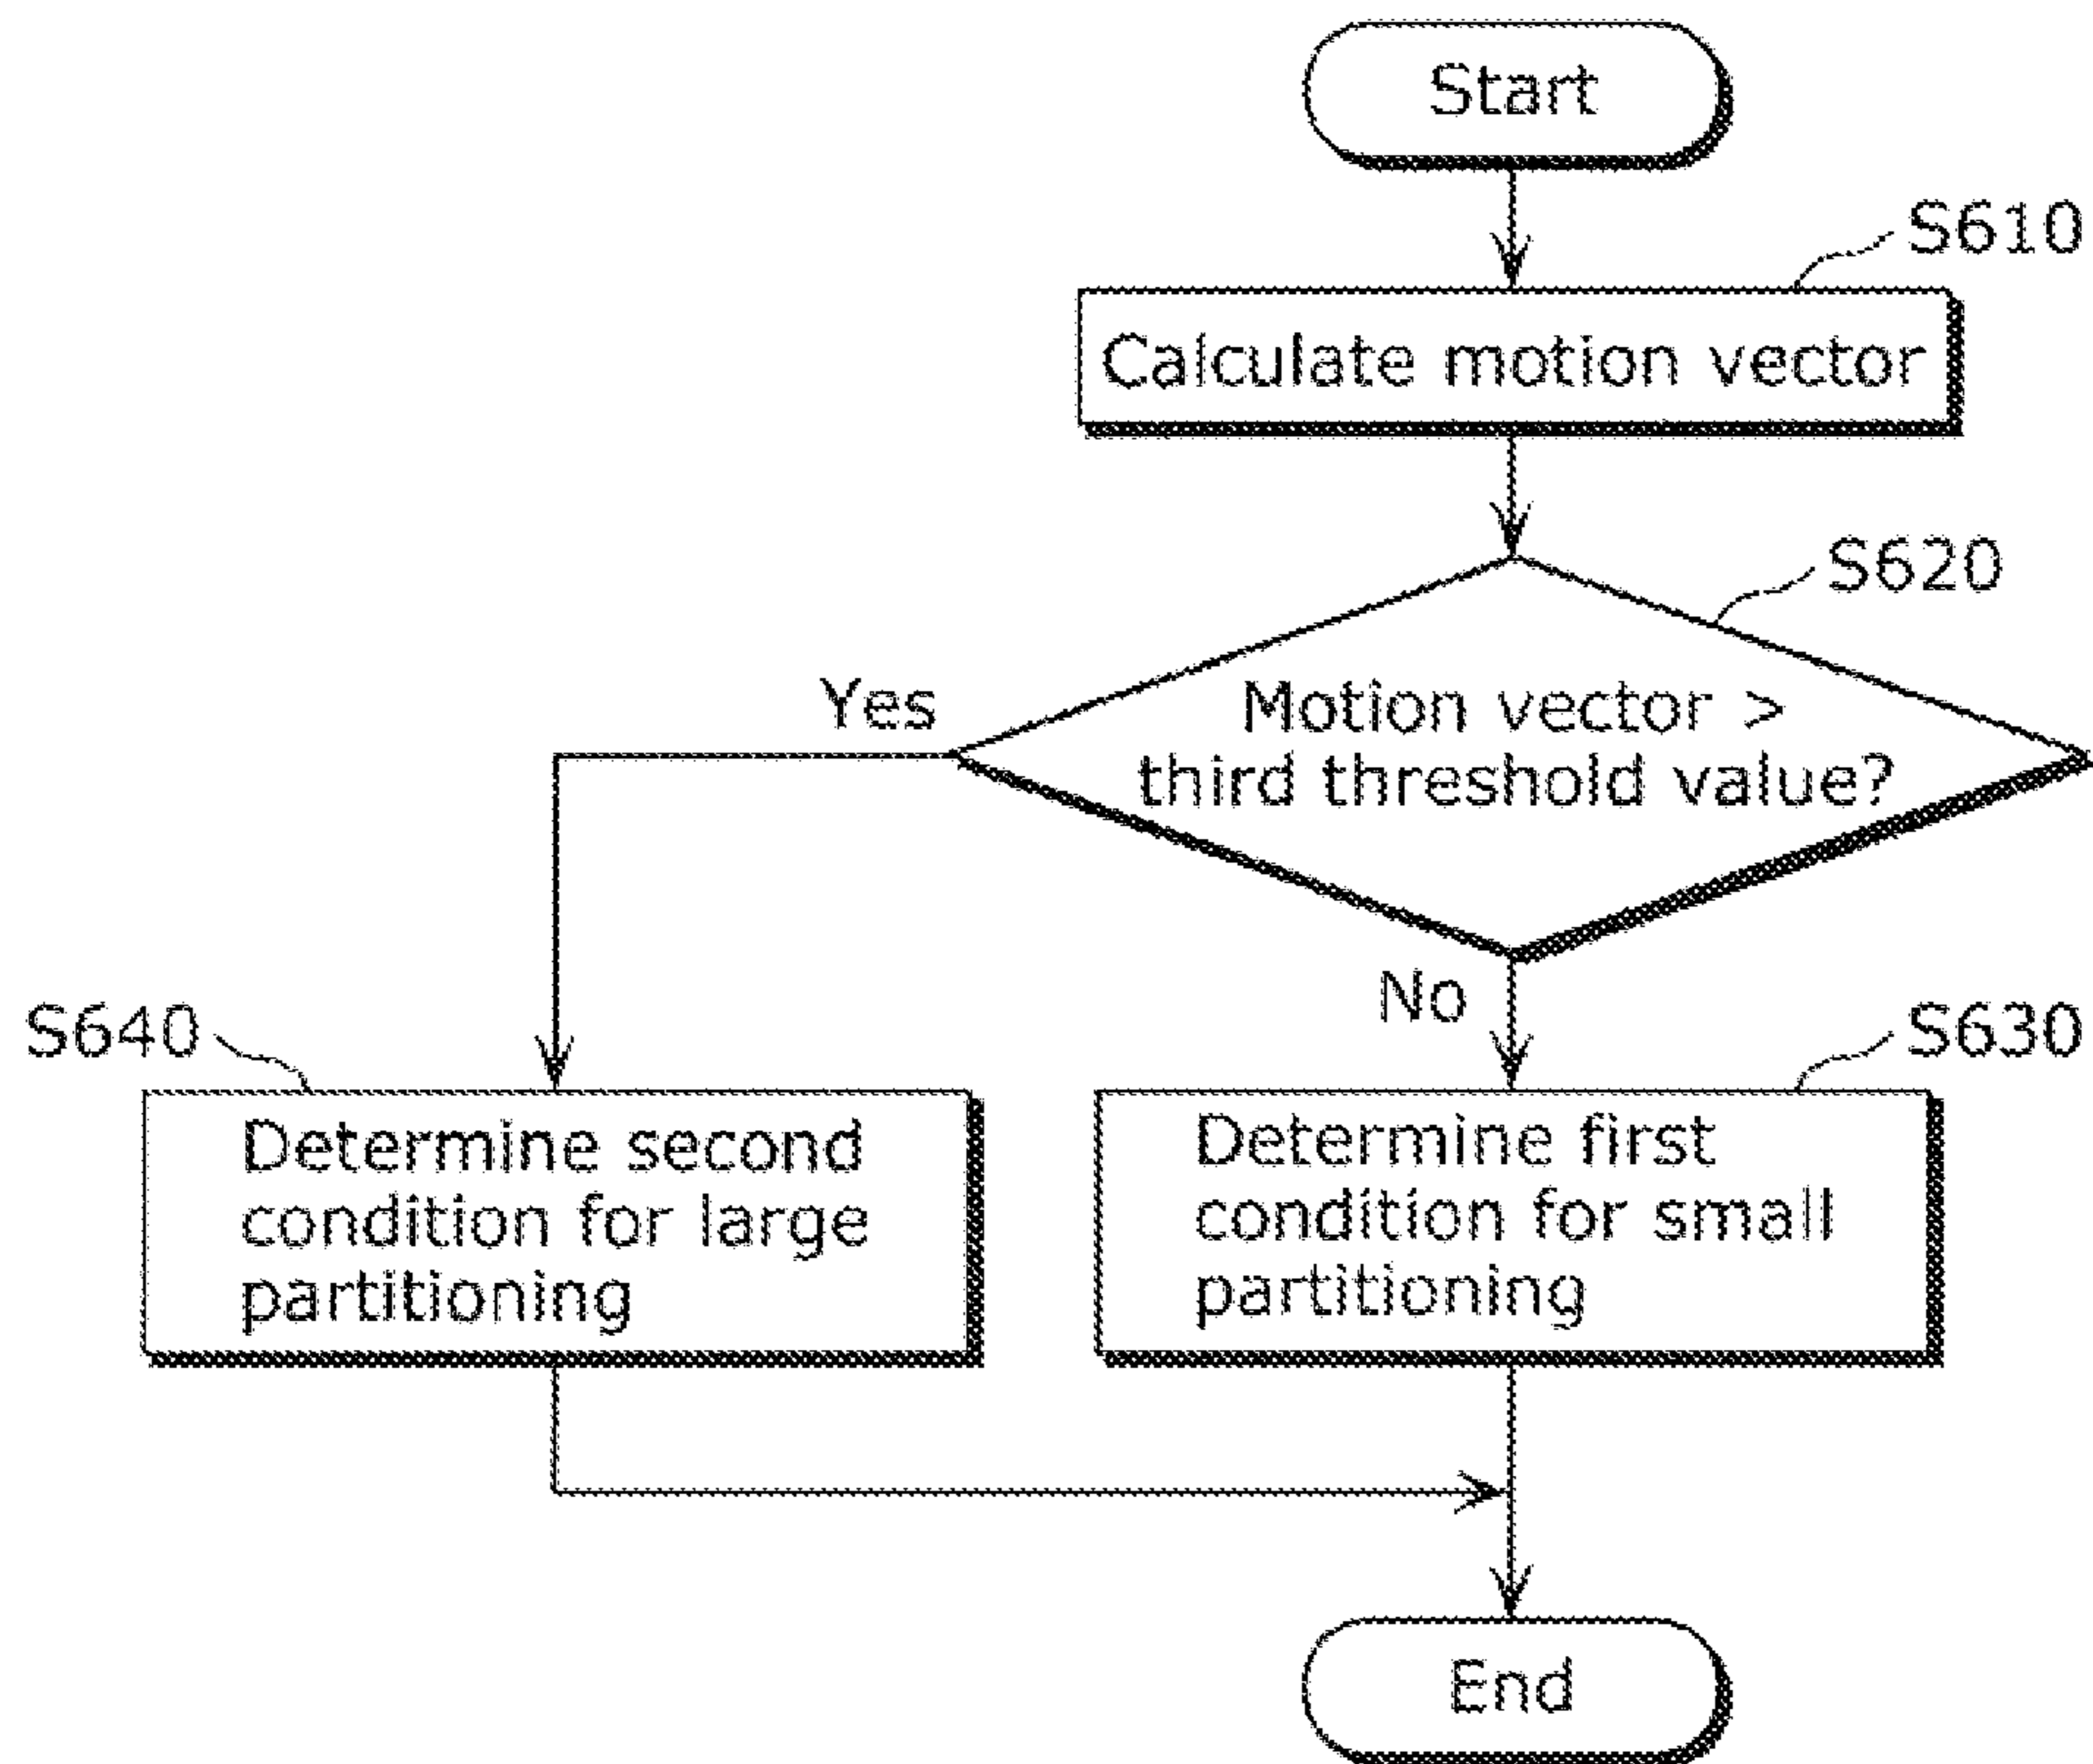 Start
S610
Calculate motion vector
S620
Yes
Motion vector >
third threshold value?
No
S640
S630
Determine second
condition for large
partitioning
Determine first
condition for small
partitioning
End